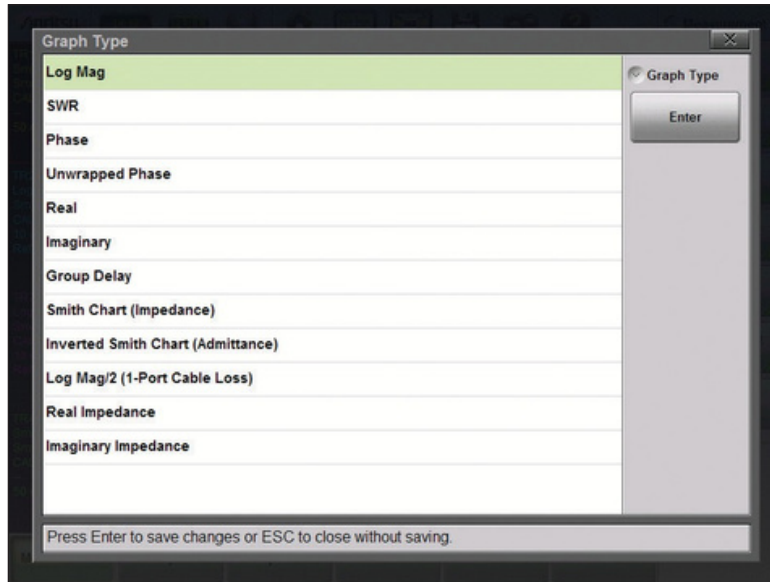 Graph Type
Log Mag
SWR
Phase
Unwrapped Phase
Real
Imaginary
Group Delay
Smith Chart (Impedance)
Inverted Smith Chart (Admittance)
Log Mag/2 (1-Port Cable Loss)
Real Impedance
Imaginary Impedance
Graph Type
Enter
Press Enter to save changes or ESC to close without saving.